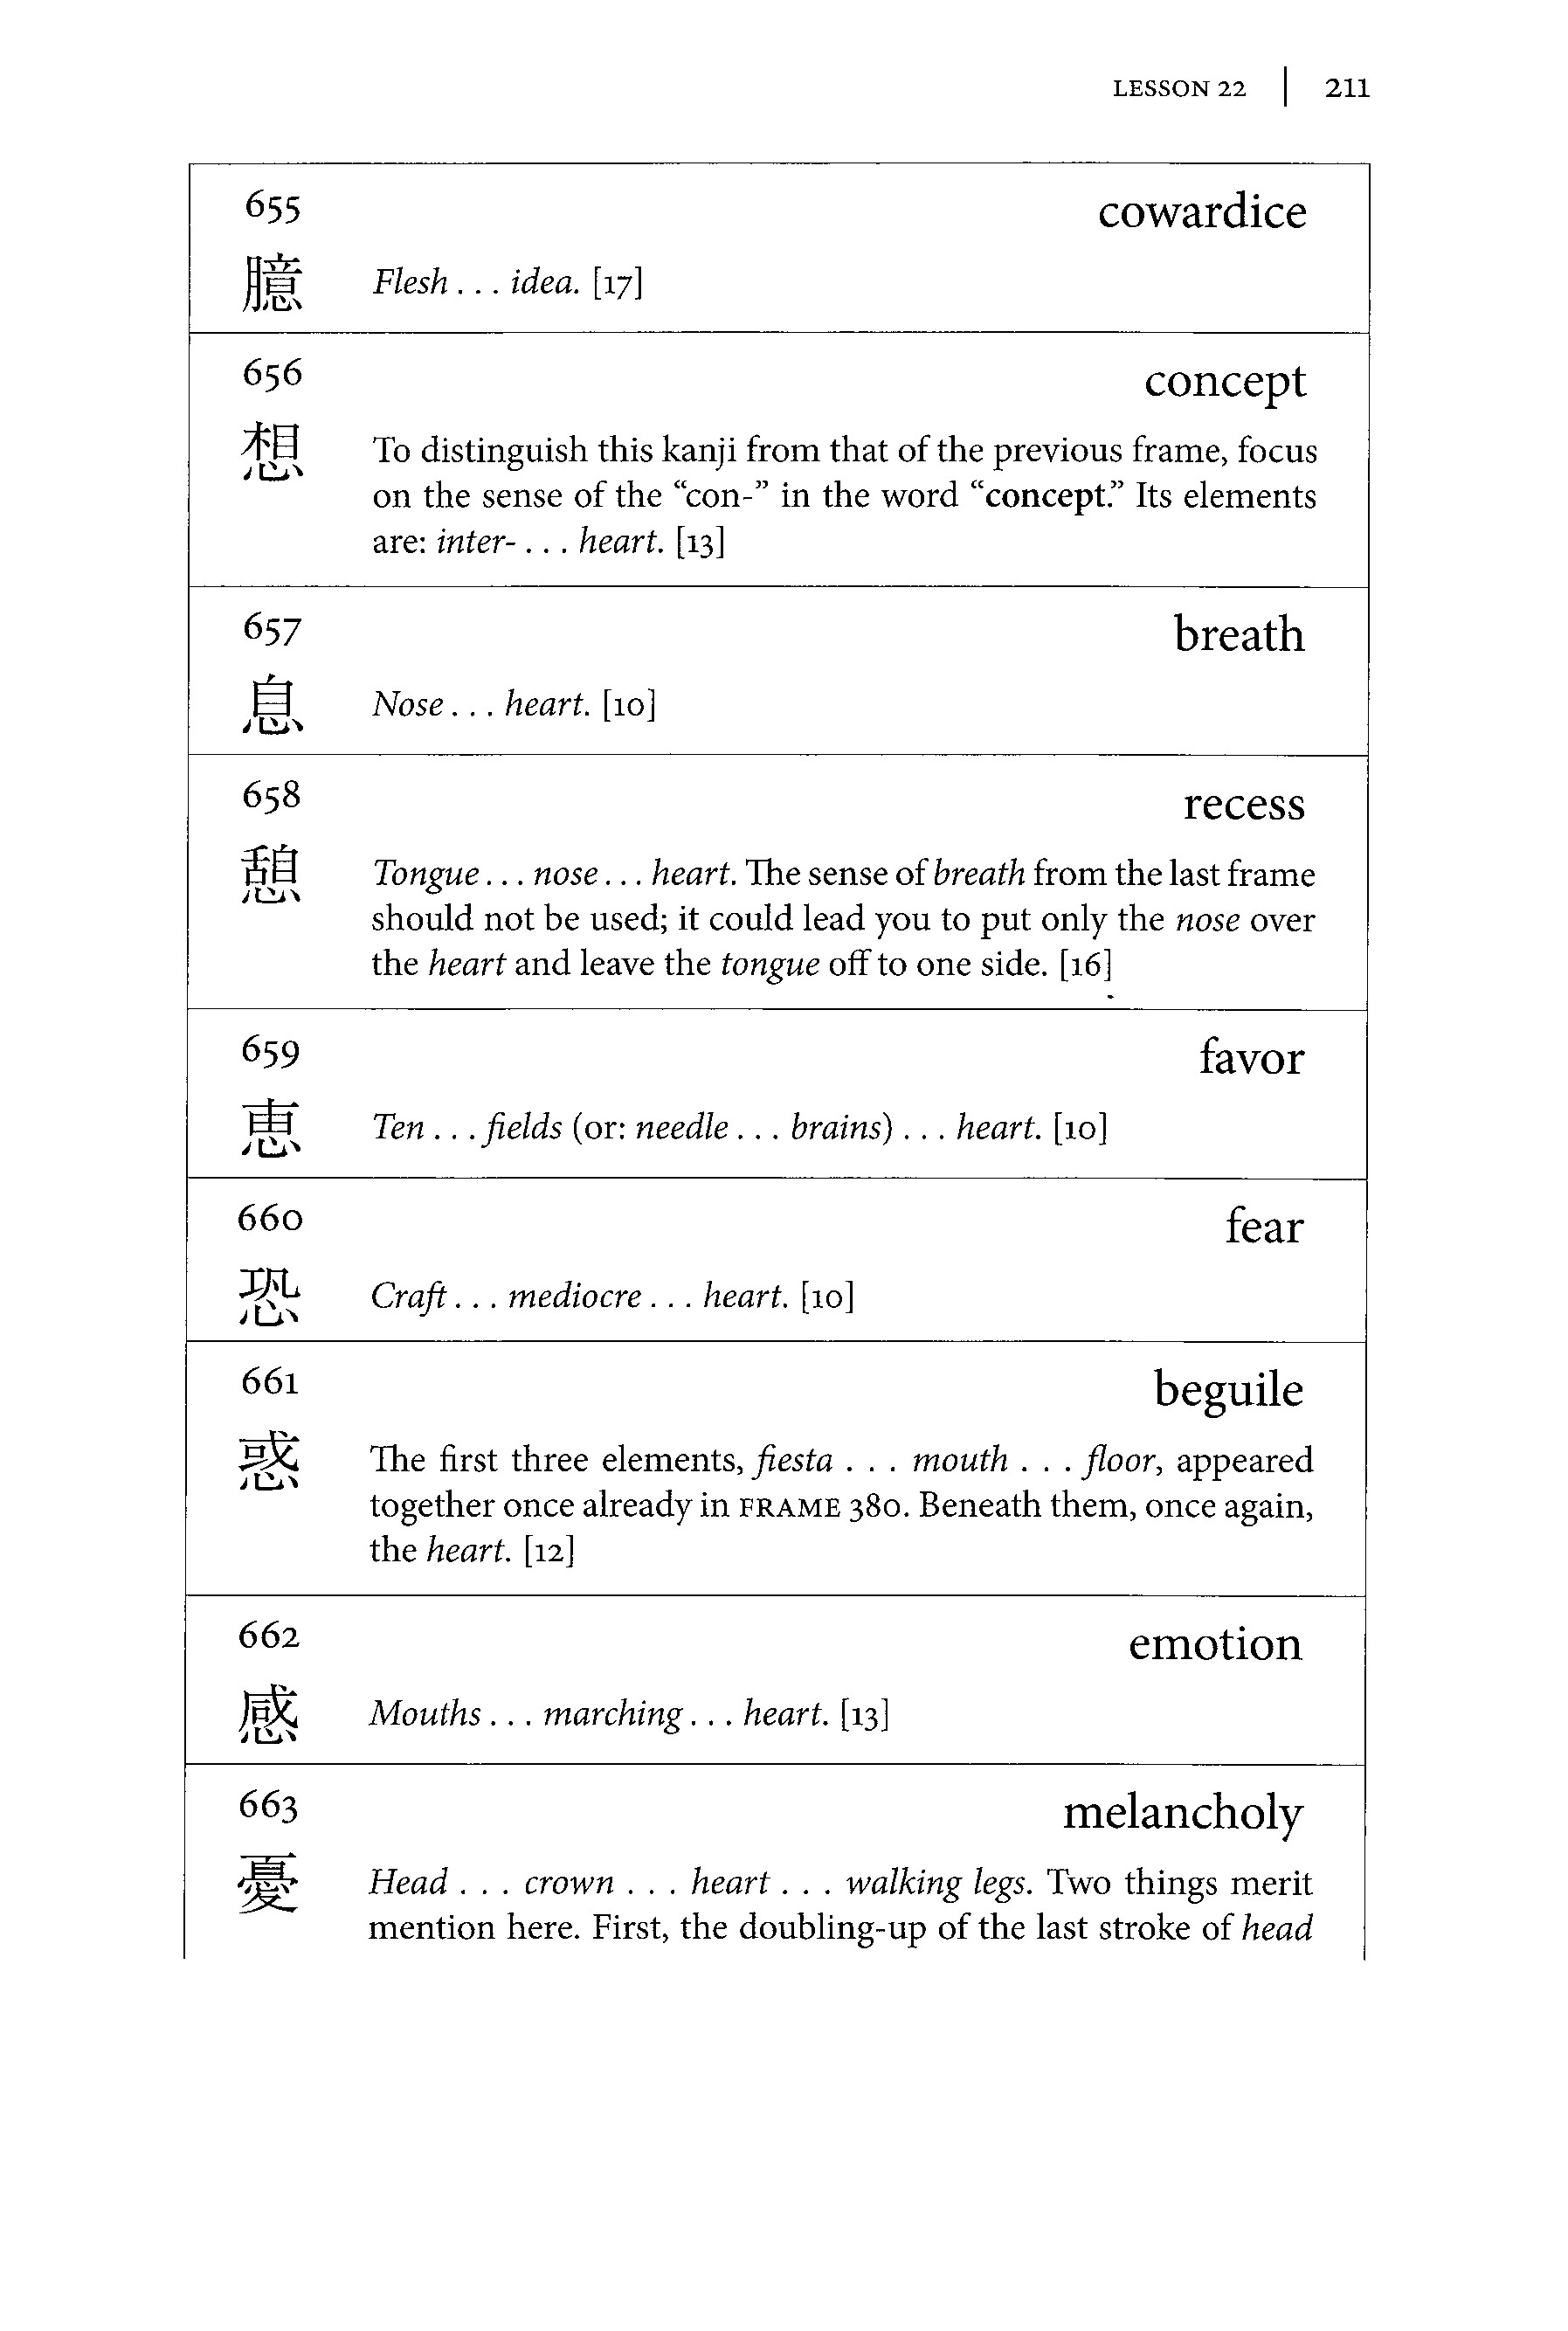 LESSON 22 | 211
655 cowardice
臆 Flesh . . . idea. [17]
656 concept
想 To distinguish this kanji from that of the previous frame, focus
on the sense of the “con-” in the word “concept.” Its elements
are: inter- . . . heart. [13]
657 breath
息 Nose . . . heart. [10]
658 recess
憩 Tongue . . . nose . . . heart. The sense of breath from the last frame
should not be used; it could lead you to put only the nose over
the heart and leave the tongue off to one side. [16]
659 favor
恵 Ten . . . fields (or: needle . . . brains) . . . heart. [10]
660 fear
恐 Craft . . . mediocre . . . heart. [10]
661 beguile
惑 The first three elements, fiesta . . . mouth . . . floor, appeared
together once already in FRAME 380. Beneath them, once again,
the heart. [12]
662 emotion
感 Mouths . . . marching . . . heart. [13]
663 melancholy
憂 Head . . . crown . . . heart . . . walking legs. Two things merit
mention here. First, the doubling-up of the last stroke of head